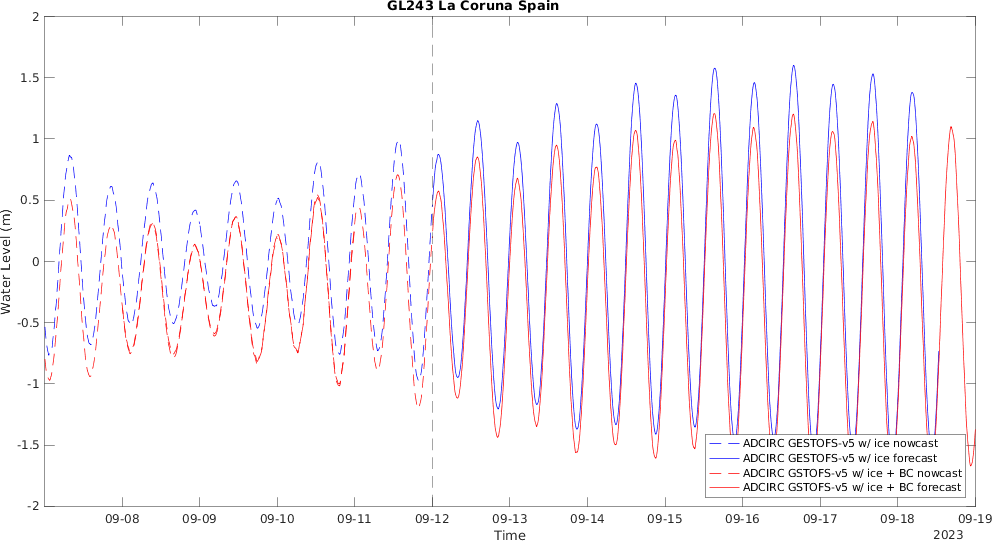 GL243 La Coruna Spain
Water Level (m)
2
1.5
1
0.5
0
-0.5
-1
-1.5
-2
ADCIRC GESTOFS-v5 w/ ice nowcast
ADCIRC GESTOFS-v5 w/ ice forecast
ADCIRC GSTOFS-v5 w/ ice + BC nowcast
ADCIRC GSTOFS-v5 w/ ice + BC forecast
09-08 09-09 09-10 09-11 09-12 09-13 09-14 09-15 09-16 09-17 09-18 09-19
Time
2023